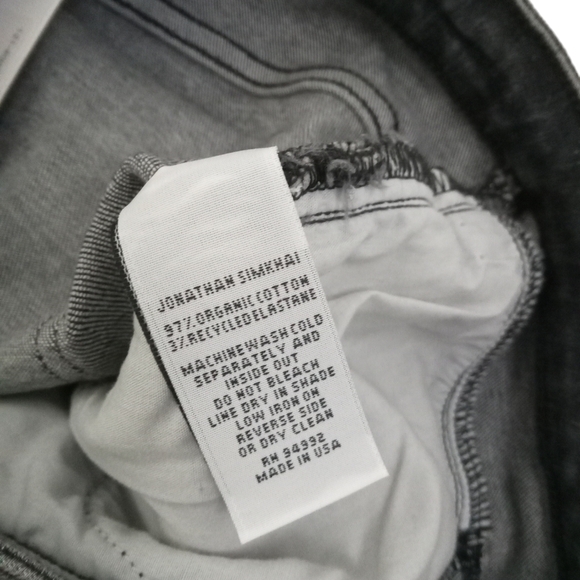 JONATHAN SIMKHAI
97% ORGANIC COTTON
3% RECYCLED ELASTANE
MACHINE WASH COLD
SEPARATELY AND
INSIDE OUT
DO NOT BLEACH
LINE DRY IN SHADE
LOW IRON ON
REVERSE SIDE
OR DRY CLEAN
RN 94992
MADE IN USA